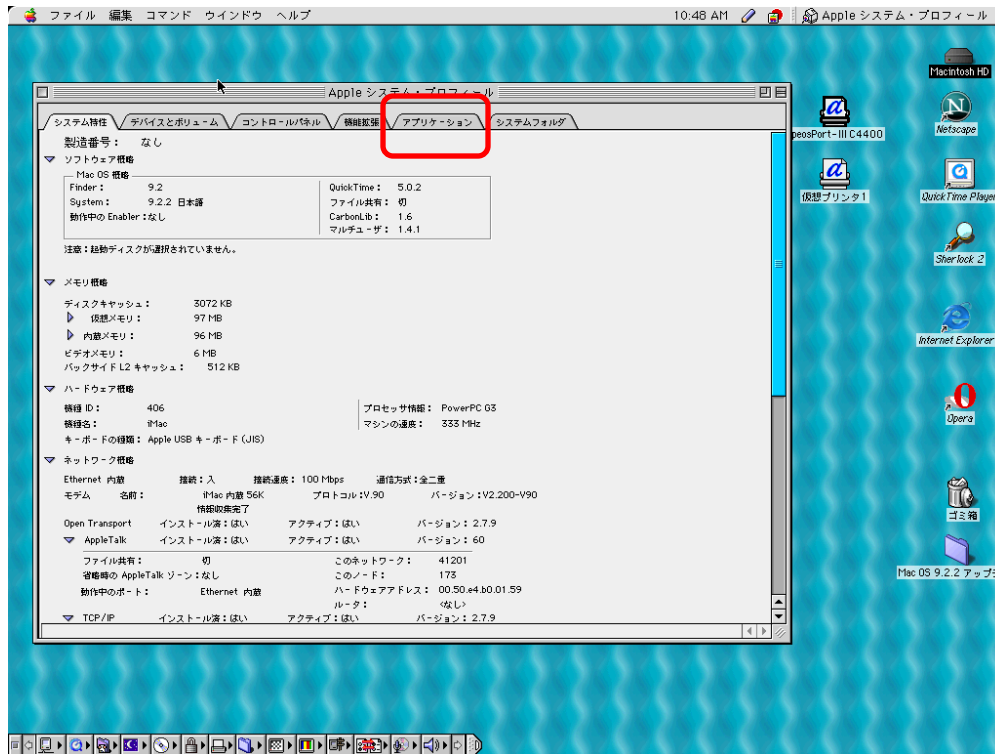 ファイル 編集 コマンド ウインドウ ヘルプ 10:48 AM Apple システム・プロフィール
Macintosh HD
Apple システム・プロフィール
システム特性 デバイスとボリューム コントロールパネル 機能拡張 アプリケーション システムフォルダ
製造番号： なし
ソフトウェア概略
Mac OS 概略
Finder： 9.2 QuickTime： 5.0.2
System： 9.2.2 日本語 ファイル共有： 切
動作中の Enabler：なし CarbonLib： 1.6
マルチユーザ： 1.4.1
注意：起動ディスクが選択されていません。
メモリ概略
ディスクキャッシュ： 3072 KB
仮想メモリ： 97 MB
内蔵メモリ： 96 MB
ビデオメモリ： 6 MB
バックサイド L2 キャッシュ： 512 KB
ハードウェア概略
機種 ID： 406 プロセッサ情報： PowerPC G3
機種名： iMac マシンの速度： 333 MHz
キーボードの種類： Apple USB キーボード (JIS)
ネットワーク概略
Ethernet 内蔵 接続：入 接続速度：100 Mbps 通信方式：全二重
モデム 名前： iMac 内蔵 56K プロトコル：V.90 バージョン：V2.200-V90
情報収集完了
Open Transport インストール済：はい アクティブ：はい バージョン：2.7.9
AppleTalk インストール済：はい アクティブ：はい バージョン：60
ファイル共有： 切 このネットワーク： 41201
省略時の AppleTalk ゾーン：なし このノード： 173
動作中のポート： Ethernet 内蔵 ハードウェアアドレス： 00.50.e4.b0.01.59
ルータ： <なし>
TCP/IP インストール済：はい アクティブ：はい バージョン：2.7.9
peosPort-III C4400
仮想プリンタ1
Netscape
QuickTime Playe
Sherlock 2
Internet Explorer
Opera
ゴミ箱
Mac OS 9.2.2 アップデ